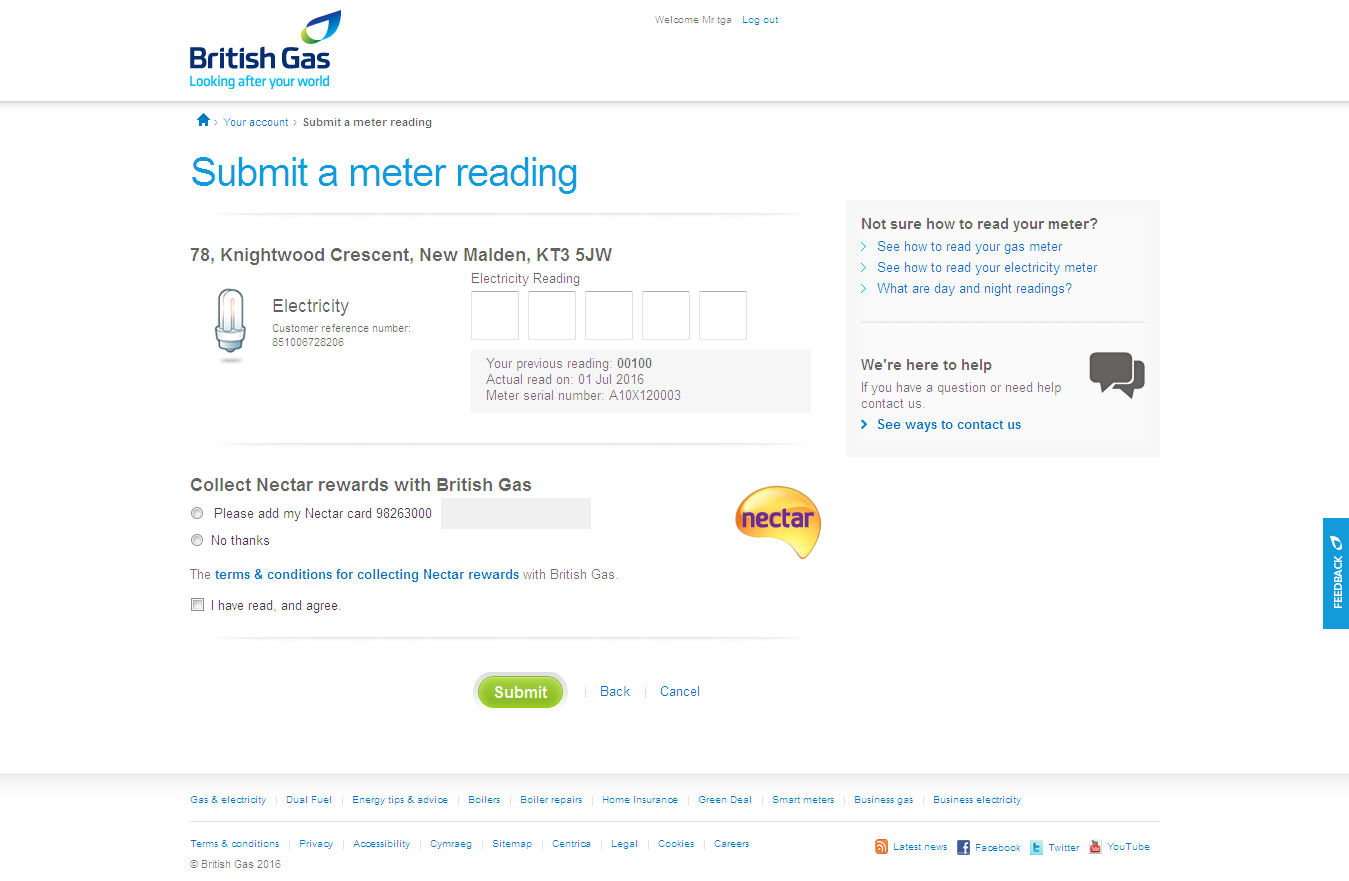 Welcome Mr tga Log out
British Gas
Looking after your world
Your account › Submit a meter reading
Submit a meter reading
78, Knightwood Crescent, New Malden, KT3 5JW
Electricity Reading
Electricity
Customer reference number:
851006728206
Your previous reading: 00100
Actual read on: 01 Jul 2016
Meter serial number: A10X120003
Not sure how to read your meter?
See how to read your gas meter
See how to read your electricity meter
What are day and night readings?
We're here to help
If you have a question or need help
contact us.
See ways to contact us
Collect Nectar rewards with British Gas
Please add my Nectar card 98263000
No thanks
nectar
The terms & conditions for collecting Nectar rewards with British Gas.
I have read, and agree.
FEEDBACK
Submit Back Cancel
Gas & electricity Dual Fuel Energy tips & advice Boilers Boiler repairs Home Insurance Green Deal Smart meters Business gas Business electricity
Terms & conditions Privacy Accessibility Cymraeg Sitemap Centrica Legal Cookies Careers Latest news Facebook Twitter YouTube
© British Gas 2016